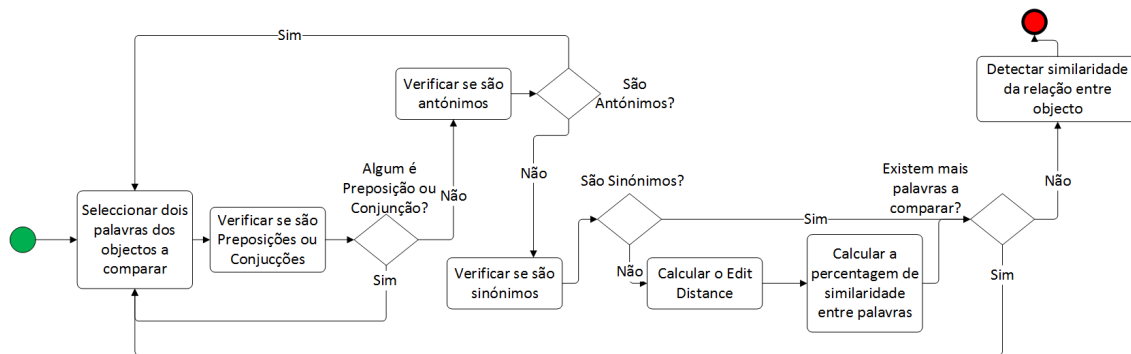 Sim
Verificar se são
antónimos
São
Antónimos?
Detectar similaridade
da relação entre
objecto
Seleccionar dois
palavras dos
objectos a
comparar
Verificar se são
Preposições ou
Conjucções
Algum é
Preposição ou
Conjunção?
Não
Sim
Não
Verificar se são
sinónimos
São Sinónimos?
Sim
Não
Calcular o Edit
Distance
Calcular a
percentagem de
similaridade
entre palavras
Existem mais
palavras a
comparar?
Não
Sim